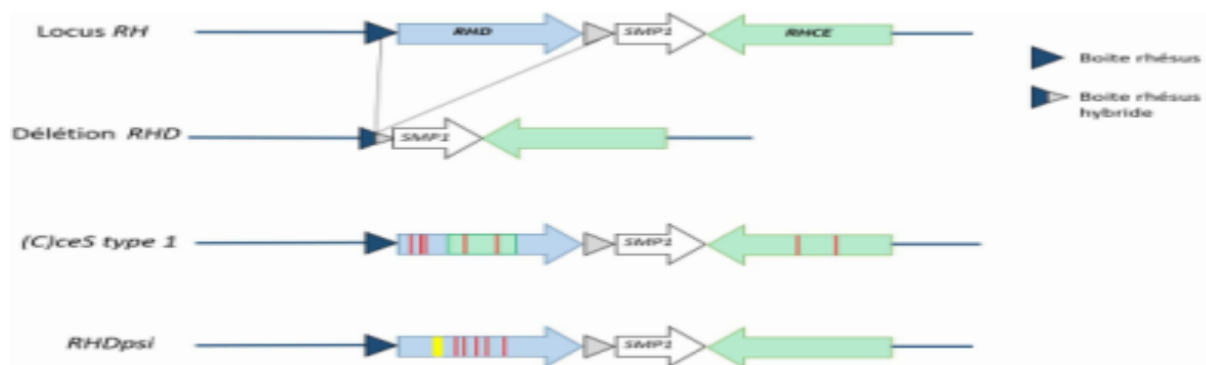 Locus RH
RHD
SMP1
RHCE
Boite rhésus
Boite rhésus
hybride
Délétion RHD
SMP1
(C)ceS type 1
SMP1
RHDpsi
SMP1